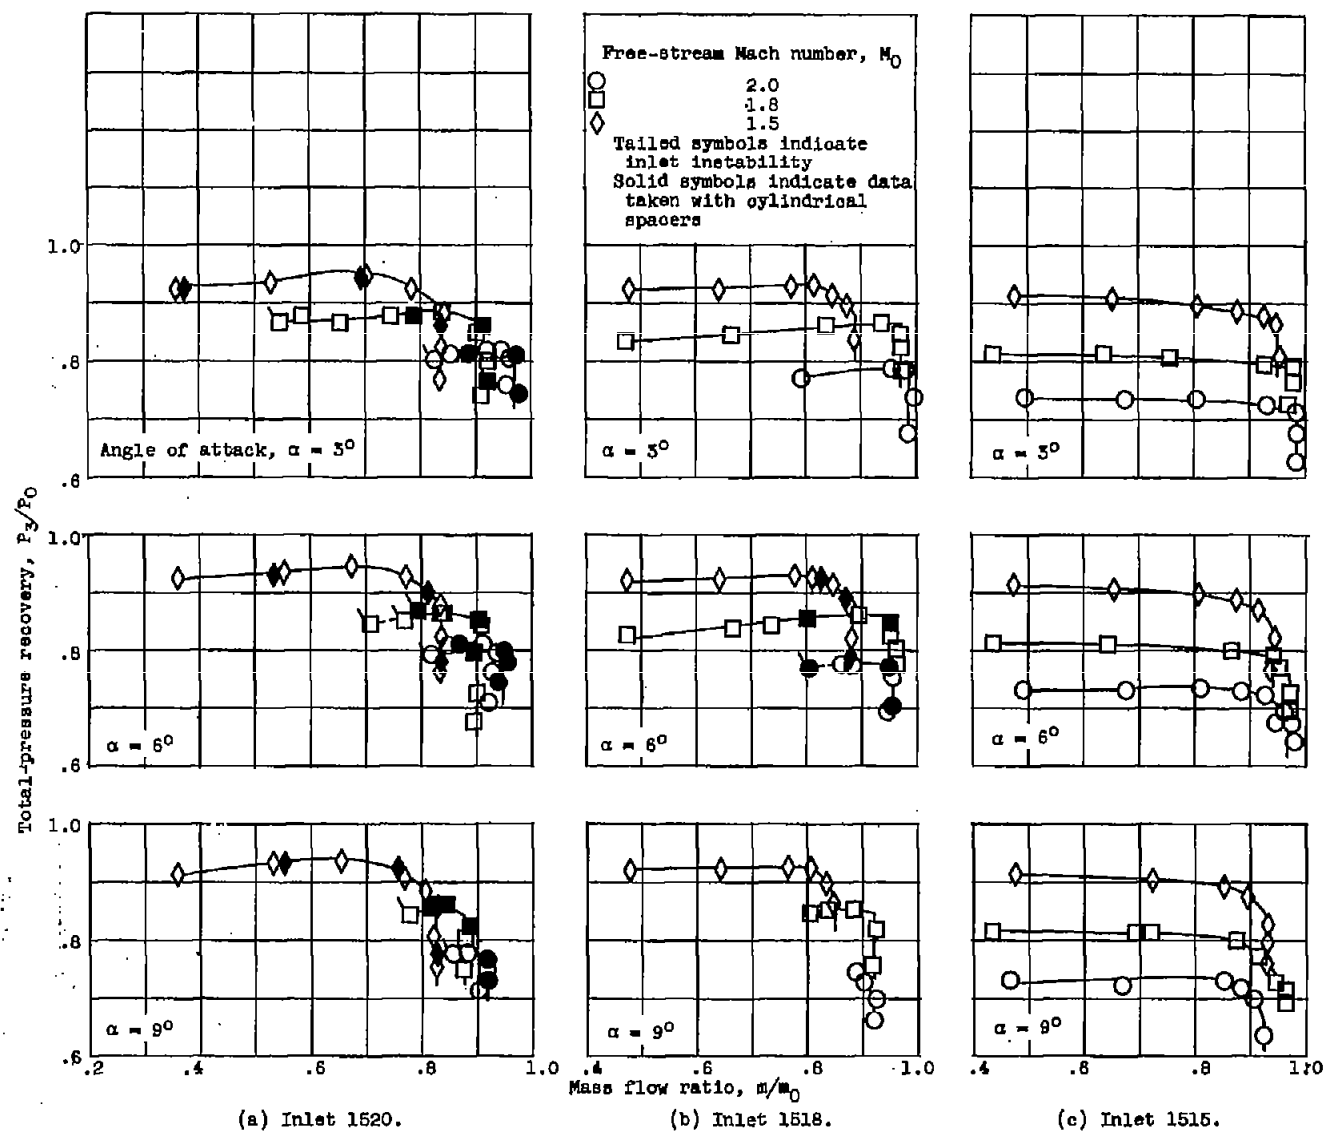 Free-stream Mach number, M0
2.0
1.8
1.5
Tailed symbols indicate
inlet instability
Solid symbols indicate data
taken with cylindrical
spacers
1.0
.8
.6
Angle of attack, α = 3°
α = 3°
α = 3°
Total-pressure recovery, P3/P0
1.0
.8
.6
α = 6°
α = 6°
α = 6°
1.0
.8
.6
α = 9°
α = 9°
α = 9°
.2 .4 .6 .8 1.0
.4 .6 .8 1.0
.4 .6 .8 1.0
Mass flow ratio, m/m0
(a) Inlet 1520.
(b) Inlet 1518.
(c) Inlet 1515.